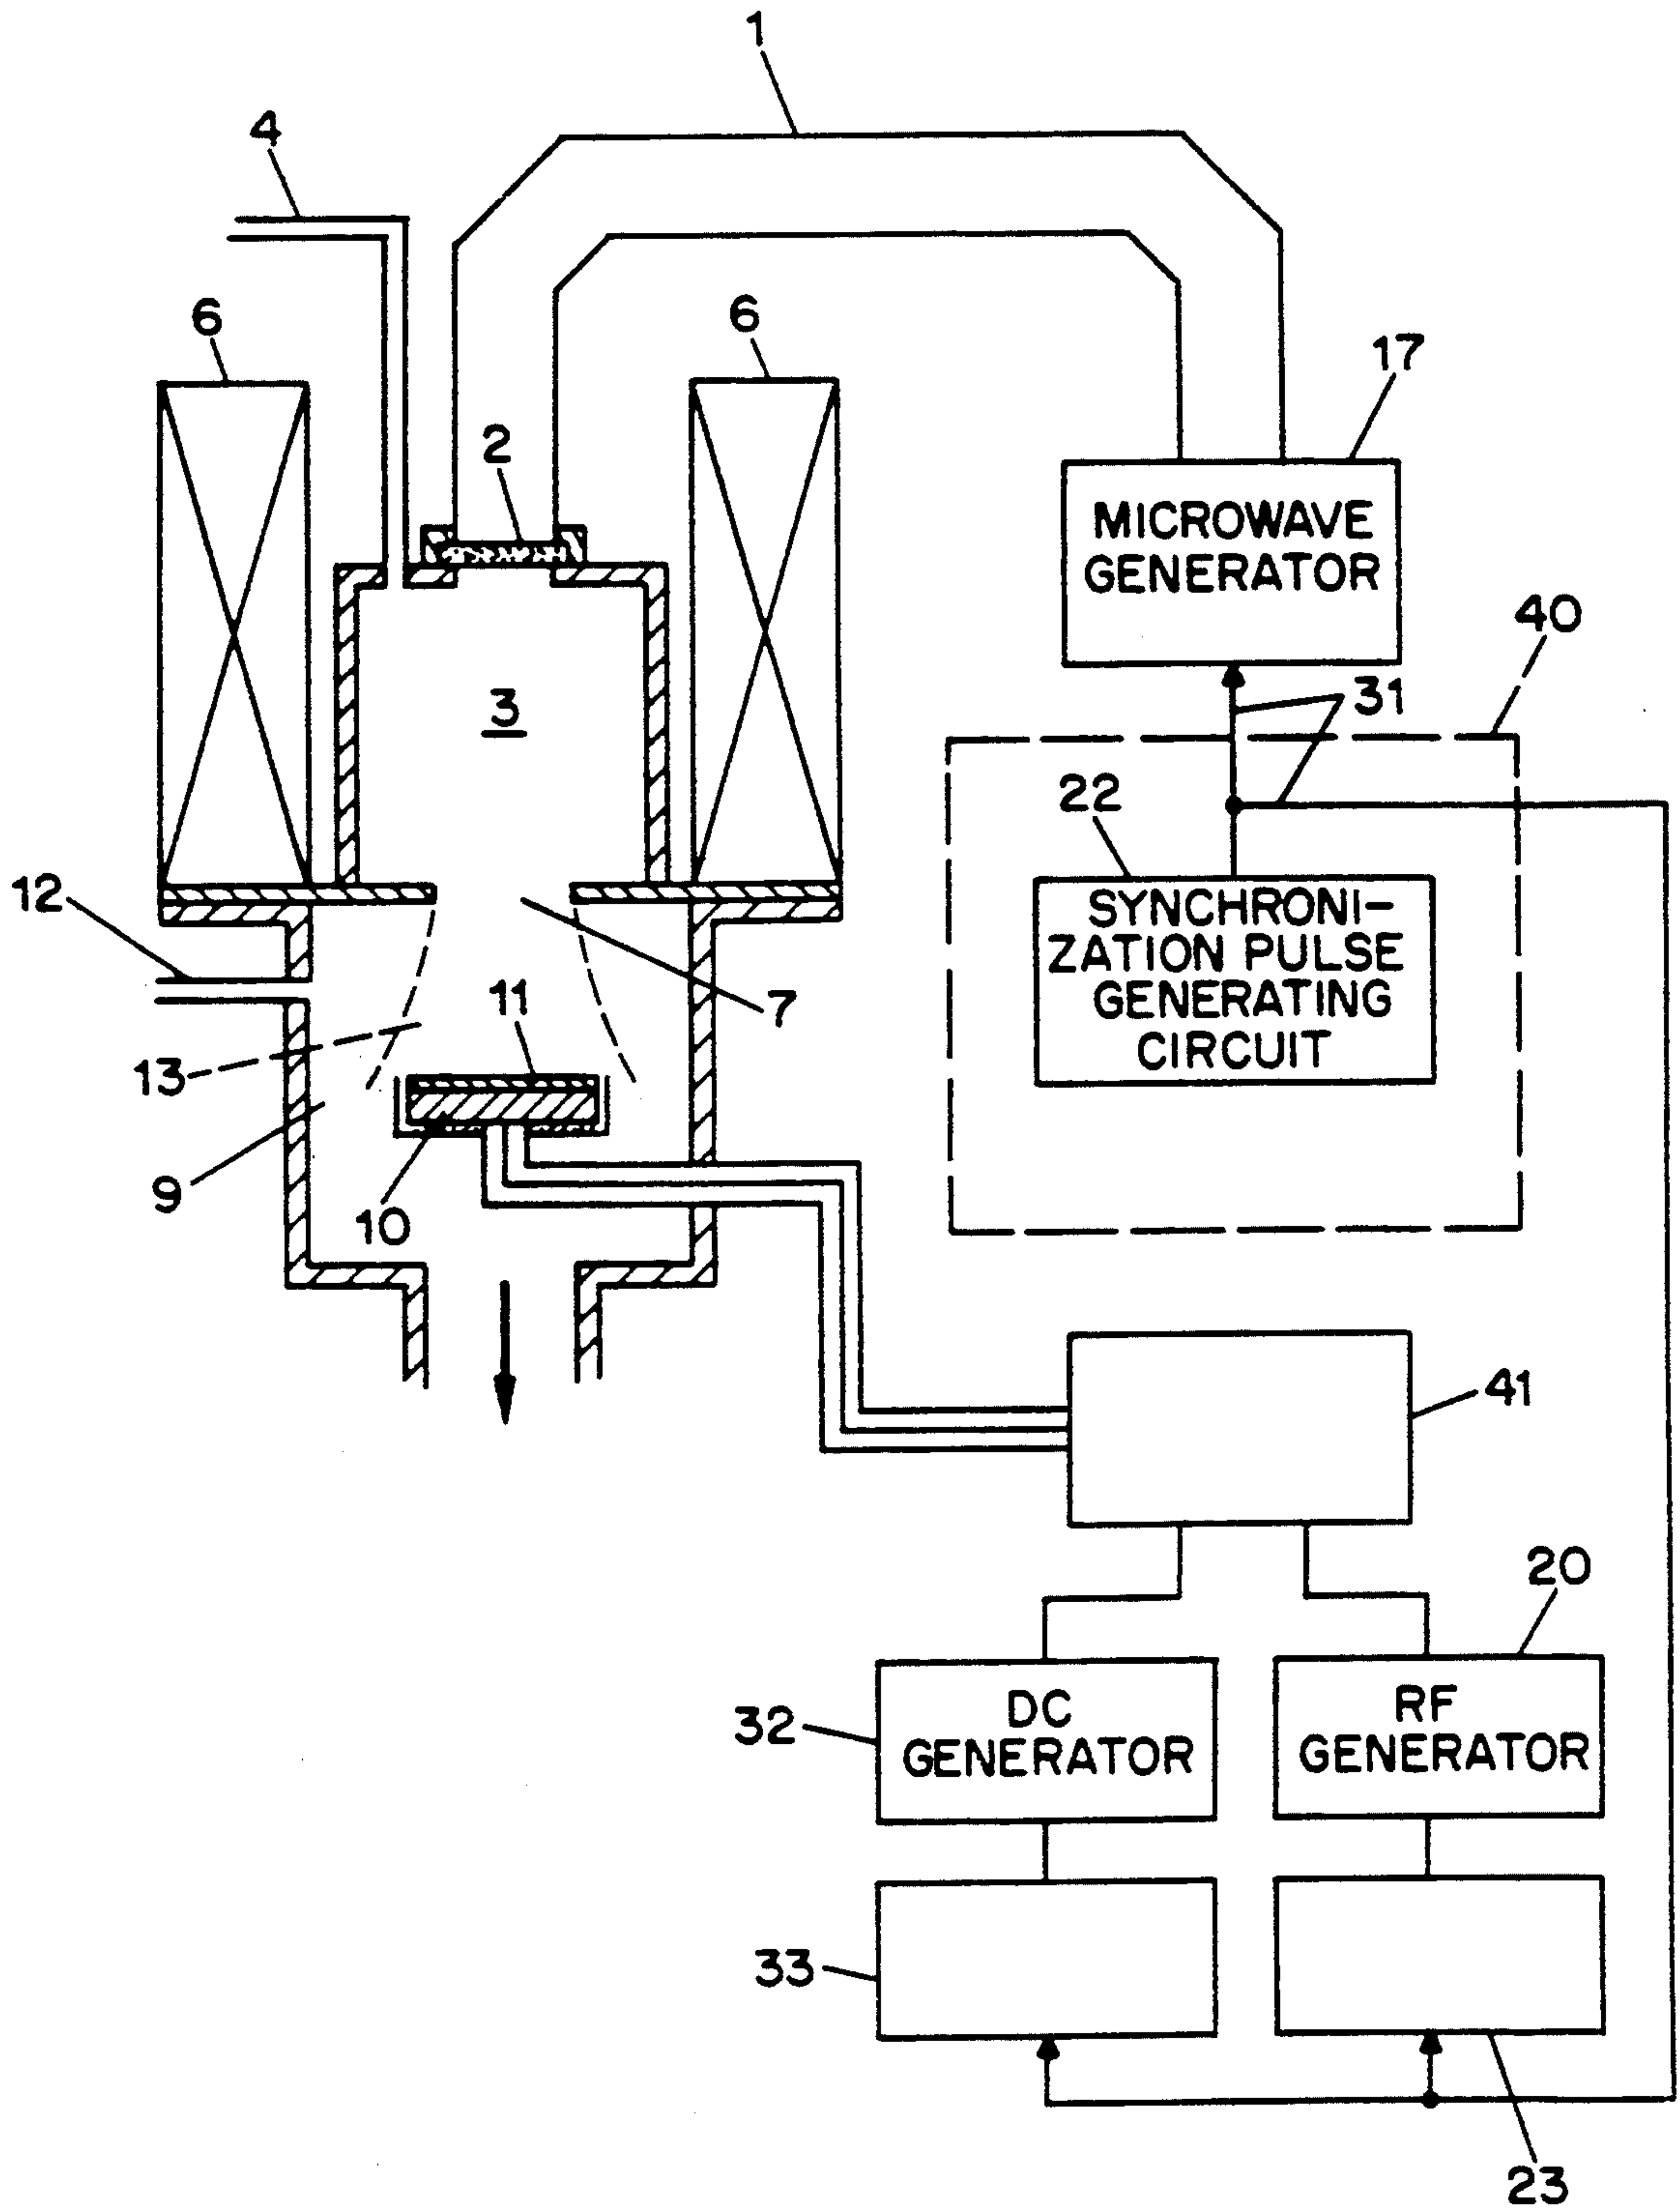 1
4
6
6
17
2
MICROWAVE
GENERATOR
40
3
31
22
12
SYNCHRONI-
ZATION PULSE
GENERATING
CIRCUIT
11
7
13
9
10
41
20
32
DC
GENERATOR
RF
GENERATOR
33
23